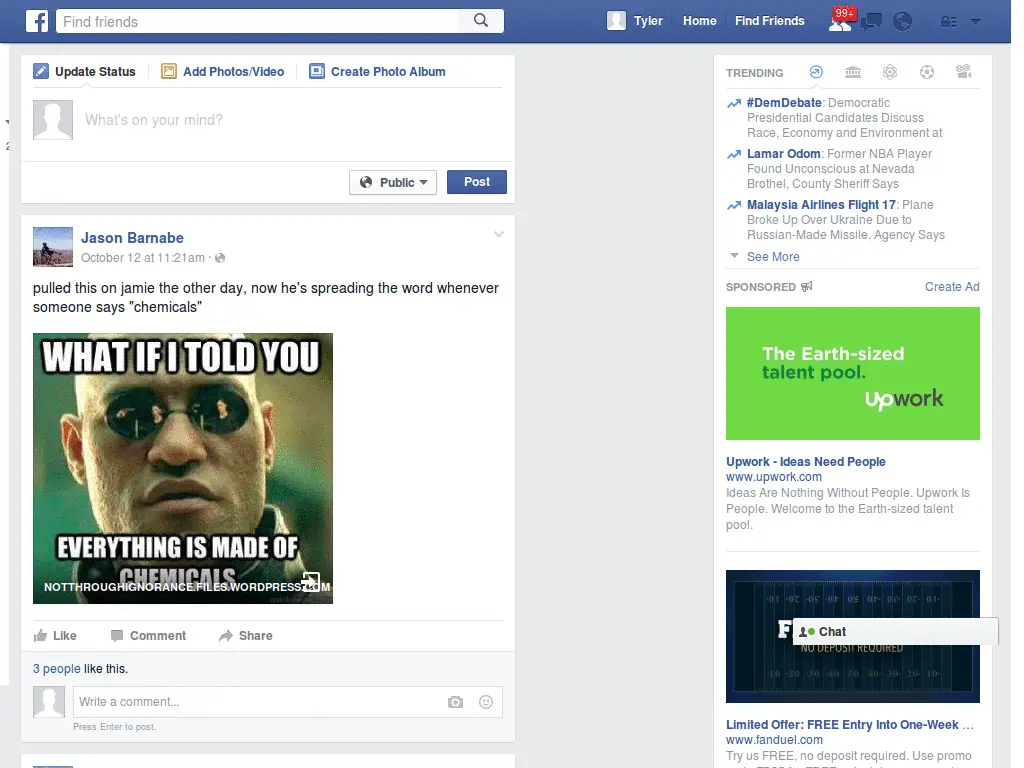 Find friends
Tyler
Home
Find Friends
99+
Update Status
Add Photos/Video
Create Photo Album
What's on your mind?
Public
Post
Jason Barnabe
October 12 at 11:21am ·
pulled this on jamie the other day, now he's spreading the word whenever
someone says "chemicals"
WHAT IF I TOLD YOU
EVERYTHING IS MADE OF
CHEMICALS
NOTTHROUGHIGNORANCE.FILES.WORDPRESS.COM
Like
Comment
Share
3 people like this.
Write a comment...
Press Enter to post.
TRENDING
#DemDebate: Democratic
Presidential Candidates Discuss
Race, Economy and Environment at
Lamar Odom: Former NBA Player
Found Unconscious at Nevada
Brothel, County Sheriff Says
Malaysia Airlines Flight 17: Plane
Broke Up Over Ukraine Due to
Russian-Made Missile, Agency Says
See More
SPONSORED
Create Ad
The Earth-sized
talent pool.
Upwork
Upwork - Ideas Need People
www.upwork.com
Ideas Are Nothing Without People. Upwork Is
People. Welcome to the Earth-sized talent
pool.
F
Chat
NO DEPOSIT REQUIRED
Limited Offer: FREE Entry Into One-Week ...
www.fanduel.com
Try us FREE, no deposit required. Use promo